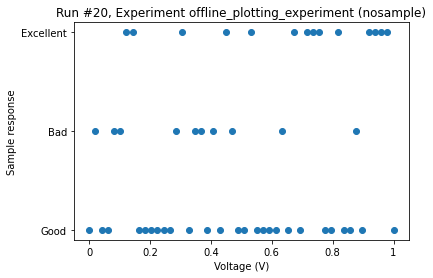 Run #20, Experiment offline_plotting_experiment (nosample)
Excellent
Bad
Good
Sample response
0 0.2 0.4 0.6 0.8 1
Voltage (V)